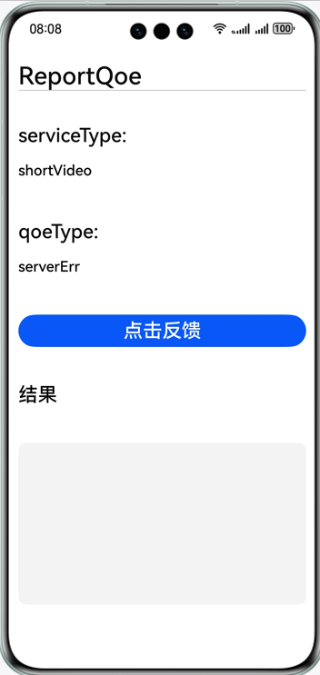 08:08
100
ReportQoe
serviceType:
shortVideo
qoeType:
serverErr
点击反馈
结果